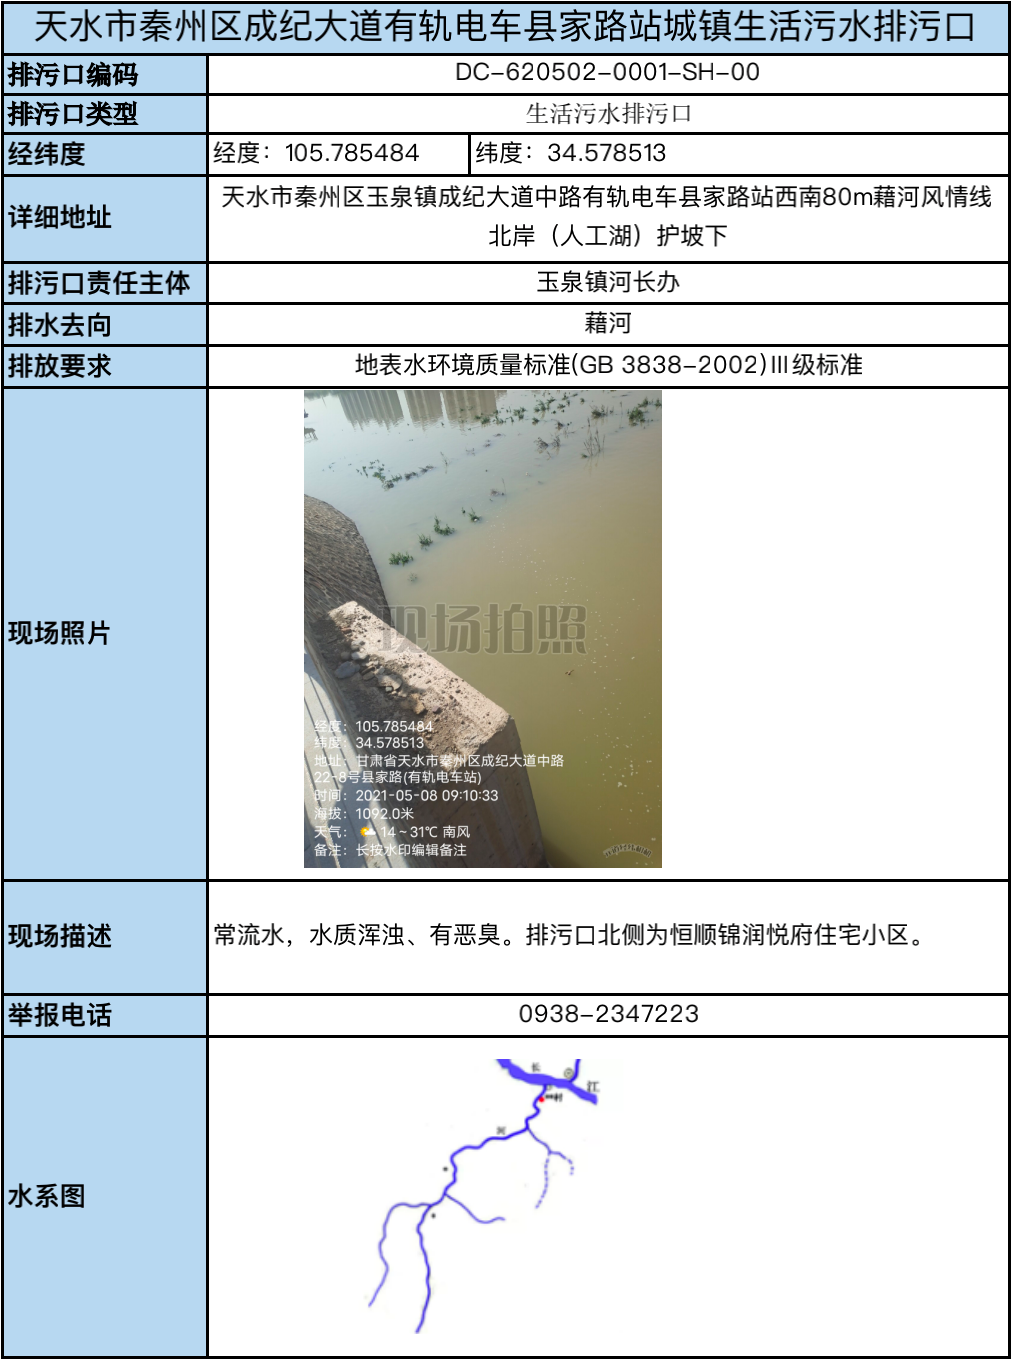 天水市秦州区成纪大道有轨电车县家路站城镇生活污水排污口
排污口编码 DC-620502-0001-SH-00
排污口类型 生活污水排污口
经纬度 经度：105.785484 纬度：34.578513
详细地址 天水市秦州区玉泉镇成纪大道中路有轨电车县家路站西南80m藉河风情线
北岸（人工湖）护坡下
排污口责任主体 玉泉镇河长办
排水去向 藉河
排放要求 地表水环境质量标准(GB 3838-2002)Ⅲ级标准
现场照片
现场拍照
经度：105.785484
纬度：34.578513
地址：甘肃省天水市秦州区成纪大道中路
22-8号县家路(有轨电车站)
时间：2021-05-08 09:10:33
海拔：1092.0米
天气：14～31℃ 南风
备注：长按水印编辑备注
现场描述 常流水，水质浑浊、有恶臭。排污口北侧为恒顺锦润悦府住宅小区。
举报电话 0938-2347223
水系图
长
江
河